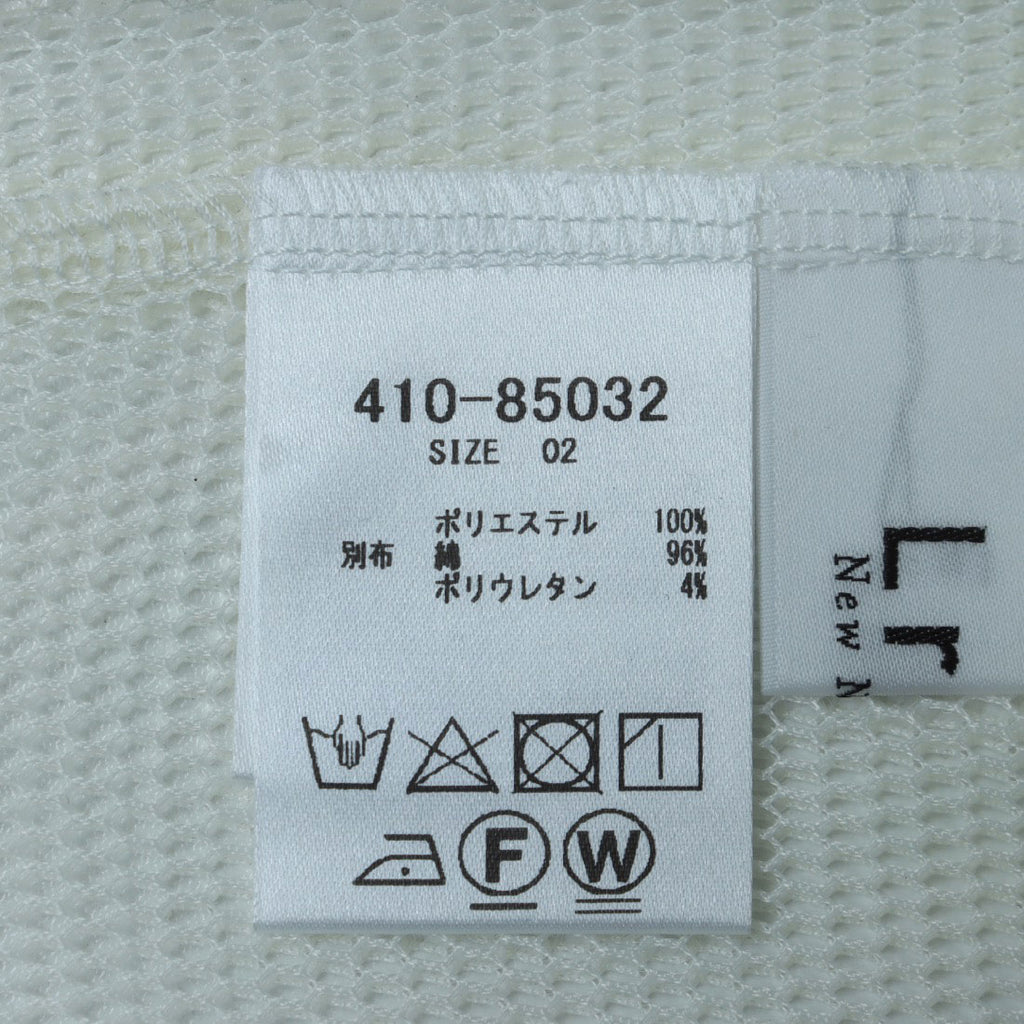 410-85032
SIZE 02
ポリエステル 100%
別布 綿 96%
ポリウレタン 4%
F
W
Lr
New